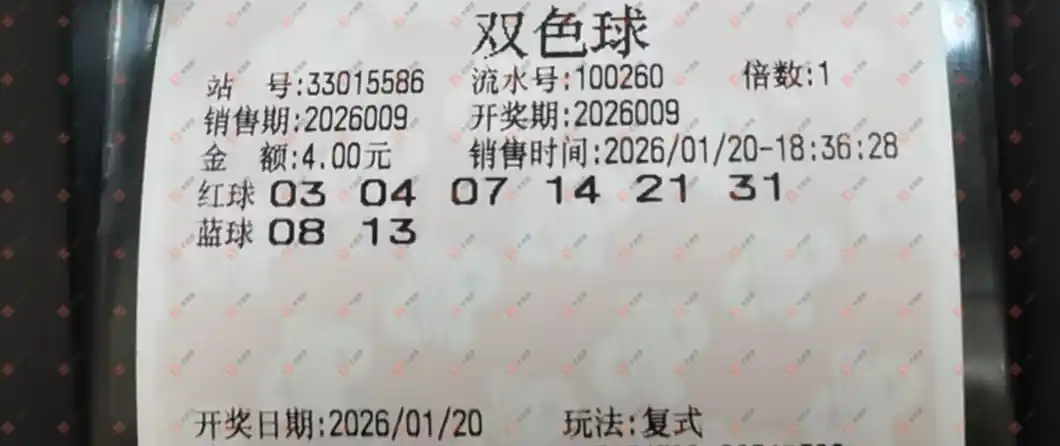 双色球
站 号:33015586 流水号:100260 倍数:1
销售期:2026009 开奖期:2026009
金 额:4.00元 销售时间:2026/01/20-18:36:28
红球 03 04 07 14 21 31
蓝球 08 13
开奖日期:2026/01/20 玩法:复式